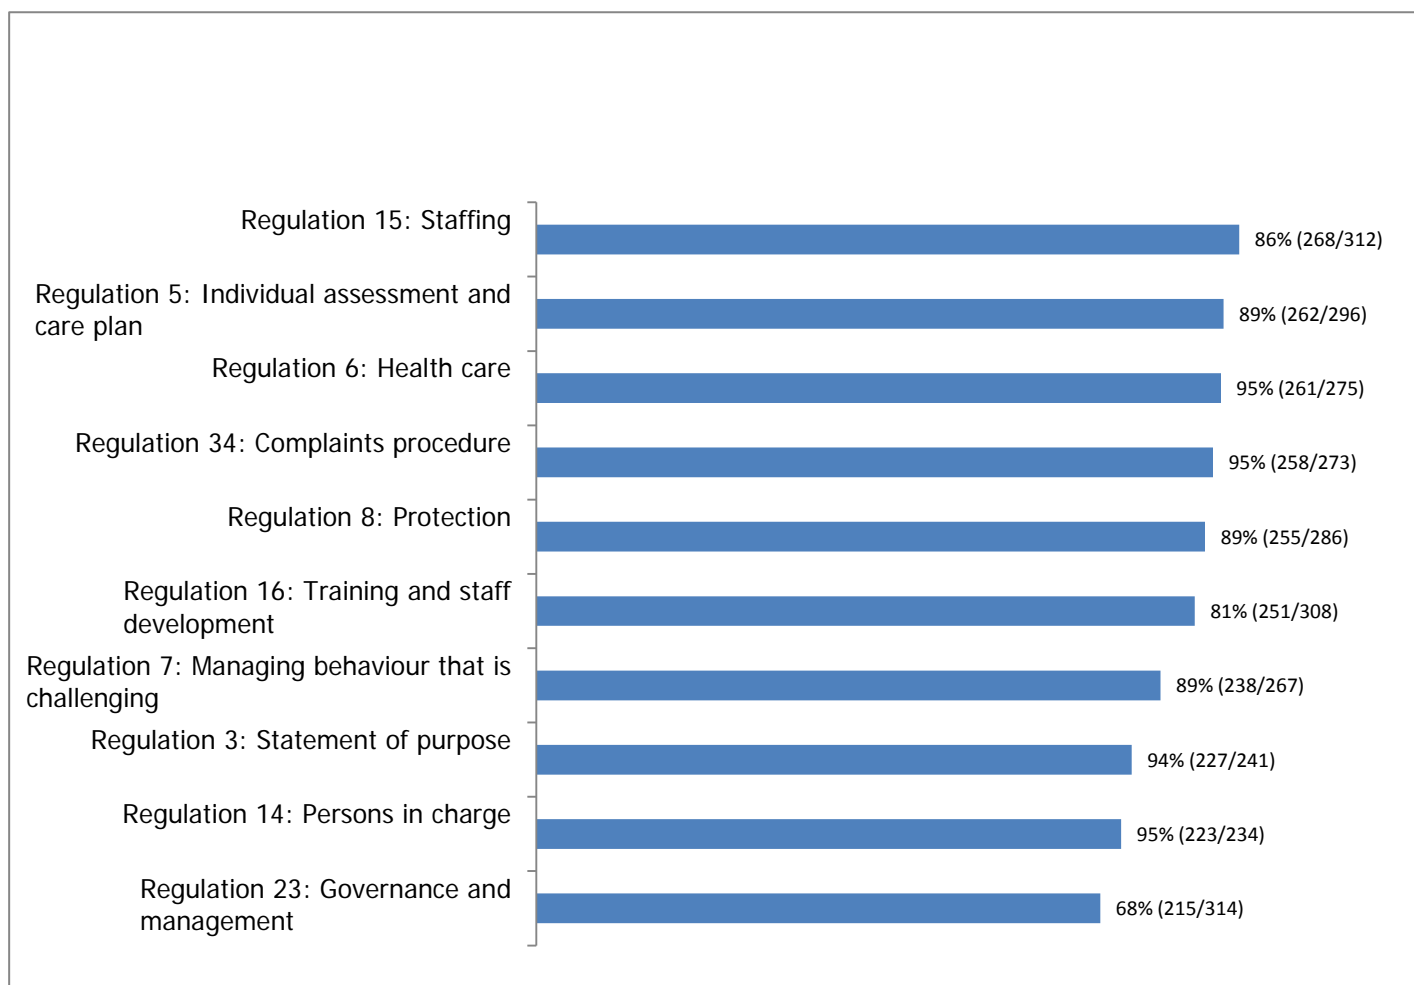 Regulation 15: Staffing
86% (268/312)
Regulation 5: Individual assessment and
care plan
89% (262/296)
Regulation 6: Health care
95% (261/275)
Regulation 34: Complaints procedure
95% (258/273)
Regulation 8: Protection
89% (255/286)
Regulation 16: Training and staff
development
81% (251/308)
Regulation 7: Managing behaviour that is
challenging
89% (238/267)
Regulation 3: Statement of purpose
94% (227/241)
Regulation 14: Persons in charge
95% (223/234)
Regulation 23: Governance and
management
68% (215/314)